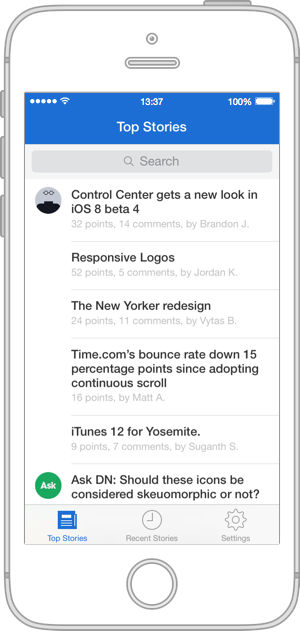 13:37
100%
Top Stories
Search
Control Center gets a new look in
iOS 8 beta 4
32 points, 14 comments, by Brandon J.
Responsive Logos
52 points, 5 comments, by Jordan K.
The New Yorker redesign
24 points, 11 comments, by Vytas B.
Time.com’s bounce rate down 15
percentage points since adopting
continuous scroll
16 points, by Matt A.
iTunes 12 for Yosemite.
9 points, 7 comments, by Suganth S.
Ask
Ask DN: Should these icons be
considered skeuomorphic or not?
Top Stories
Recent Stories
Settings